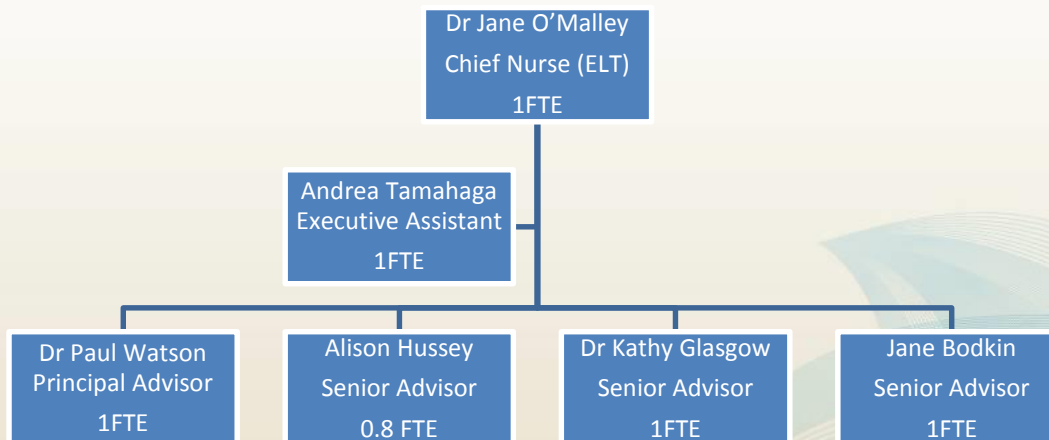 Dr Jane O’Malley
Chief Nurse (ELT)
1FTE
Andrea Tamahaga
Executive Assistant
1FTE
Dr Paul Watson
Principal Advisor
1FTE
Alison Hussey
Senior Advisor
0.8 FTE
Dr Kathy Glasgow
Senior Advisor
1FTE
Jane Bodkin
Senior Advisor
1FTE